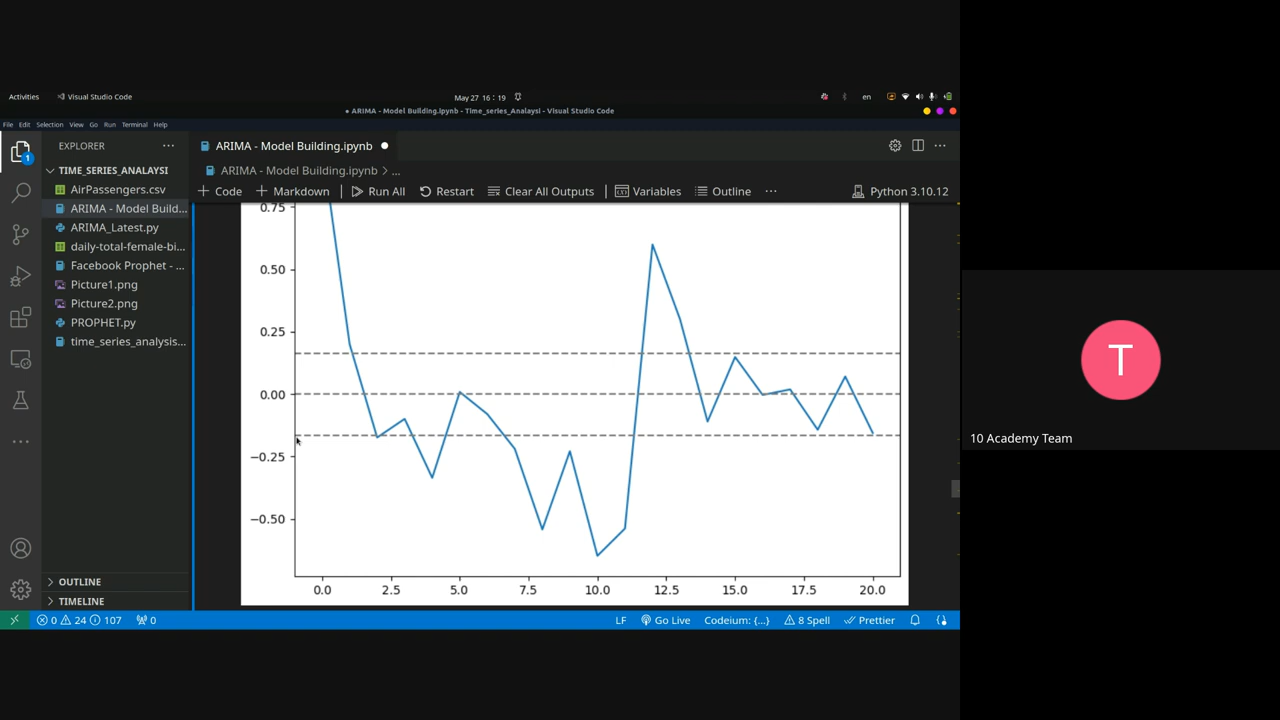 Activities Visual Studio Code May 27 16 : 19 en
● ARIMA - Model Building.ipynb - Time_series_Analaysi - Visual Studio Code
File Edit Selection View Go Run Terminal Help
EXPLORER ···
ARIMA - Model Building.ipynb ●
TIME_SERIES_ANALAYSI
ARIMA - Model Building.ipynb > ...
AirPassengers.csv
+ Code + Markdown Run All Restart Clear All Outputs Variables Outline ··· Python 3.10.12
ARIMA - Model Build...
ARIMA_Latest.py
daily-total-female-bi...
Facebook Prophet - ...
Picture1.png
Picture2.png
PROPHET.py
time_series_analysis...
OUTLINE
TIMELINE
1
0.75
0.50
0.25
0.00
−0.25
−0.50
0.0 2.5 5.0 7.5 10.0 12.5 15.0 17.5 20.0
0 24 107 0 LF Go Live Codeium: {...} 8 Spell Prettier
T
10 Academy Team